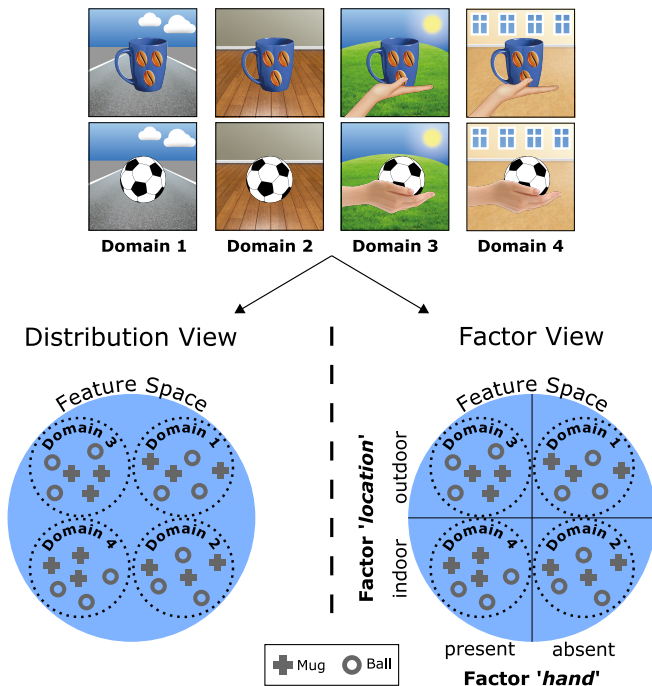 Domain 1 Domain 2 Domain 3 Domain 4
Distribution View
Factor View
Feature Space
Domain 3
Domain 1
Domain 4
Domain 2
Factor 'location'
outdoor
indoor
Feature Space
Domain 3
Domain 1
Domain 4
Domain 2
present absent
Factor 'hand'
Mug Ball